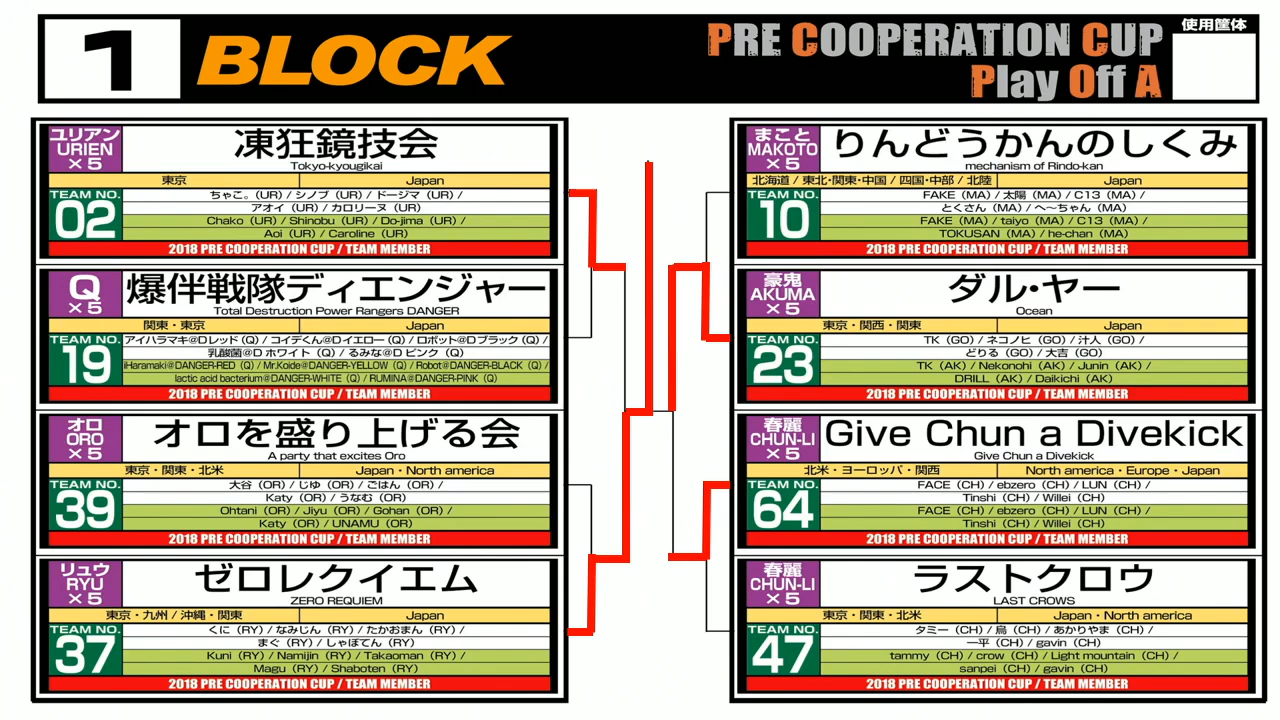 1 BLOCK
PRE COOPERATION CUP
Play Off A
使用筐体
ユリアン
URIEN
×5
凍狂鏡技会
Tokyo-kyougikai
東京 Japan
TEAM NO.
02
ちゃこ。(UR) / シノブ (UR) / ドージマ (UR) /
アオイ (UR) / カロリーヌ (UR)
Chako (UR) / Shinobu (UR) / Do-jima (UR) /
Aoi (UR) / Caroline (UR)
2018 PRE COOPERATION CUP / TEAM MEMBER
Q
×5
爆伴戦隊ディエンジャー
Total Destruction Power Rangers DANGER
関東・東京 Japan
TEAM NO.
19
アイハラマキ@Dレッド (Q) / コイデくん@Dイエロー (Q) / ロボット@Dブラック (Q) /
乳酸菌@Dホワイト (Q) / るみな@Dピンク (Q)
iHaramaki@DANGER-RED (Q) / Mr.Koide@DANGER-YELLOW (Q) / Robot@DANGER-BLACK (Q) /
lactic acid bacterium@DANGER-WHITE (Q) / RUMINA@DANGER-PINK (Q)
2018 PRE COOPERATION CUP / TEAM MEMBER
オロ
ORO
×5
オロを盛り上げる会
A party that excites Oro
東京・関東・北米 Japan・North america
TEAM NO.
39
大谷 (OR) / じゆ (OR) / ごはん (OR) /
Katy (OR) / うなむ (OR)
Ohtani (OR) / Jiyu (OR) / Gohan (OR) /
Katy (OR) / UNAMU (OR)
2018 PRE COOPERATION CUP / TEAM MEMBER
リュウ
RYU
×5
ゼロレクイエム
ZERO REQUIEM
東京・九州 / 沖縄・関東 Japan
TEAM NO.
37
くに (RY) / なみじん (RY) / たかおまん (RY) /
まぐ (RY) / しゃぼてん (RY)
Kuni (RY) / Namijin (RY) / Takaoman (RY) /
Magu (RY) / Shaboten (RY)
2018 PRE COOPERATION CUP / TEAM MEMBER
まこと
MAKOTO
×5
りんどうかんのしくみ
mechanism of Rindo-kan
北海道 / 東北・関東・中国 / 四国・中部 / 北陸 Japan
TEAM NO.
10
FAKE (MA) / 太陽 (MA) / C13 (MA) /
とくさん (MA) / へ～ちゃん (MA)
FAKE (MA) / taiyo (MA) / C13 (MA) /
TOKUSAN (MA) / he-chan (MA)
2018 PRE COOPERATION CUP / TEAM MEMBER
豪鬼
AKUMA
×5
ダル・ヤー
Ocean
東京・関西・関東 Japan
TEAM NO.
23
TK (GO) / ネコノヒ (GO) / 汁人 (GO) /
どりる (GO) / 大吉 (GO)
TK (AK) / Nekonohi (AK) / Junin (AK) /
DRILL (AK) / Daikichi (AK)
2018 PRE COOPERATION CUP / TEAM MEMBER
春麗
CHUN-LI
×5
Give Chun a Divekick
Give Chun a Divekick
北米・ヨーロッパ・関西 North america・Europe・Japan
TEAM NO.
64
FACE (CH) / ebzero (CH) / LUN (CH) /
Tinshi (CH) / Willei (CH)
FACE (CH) / ebzero (CH) / LUN (CH) /
Tinshi (CH) / Willei (CH)
2018 PRE COOPERATION CUP / TEAM MEMBER
春麗
CHUN-LI
×5
ラストクロウ
LAST CROWS
東京・関東・北米 Japan・North america
TEAM NO.
47
タミー (CH) / 烏 (CH) / あかりやま (CH) /
一平 (CH) / gavin (CH)
tammy (CH) / crow (CH) / Light mountain (CH) /
sanpei (CH) / gavin (CH)
2018 PRE COOPERATION CUP / TEAM MEMBER